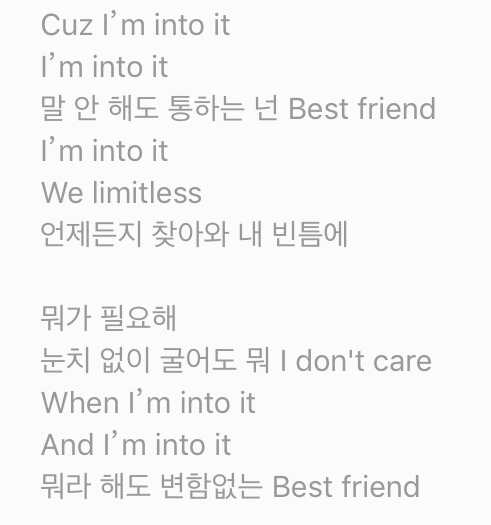 Cuz I’m into it
I’m into it
말 안 해도 통하는 넌 Best friend
I’m into it
We limitless
언제든지 찾아와 내 빈틈에
뭐가 필요해
눈치 없이 굴어도 뭐 I don't care
When I’m into it
And I’m into it
뭐라 해도 변함없는 Best friend